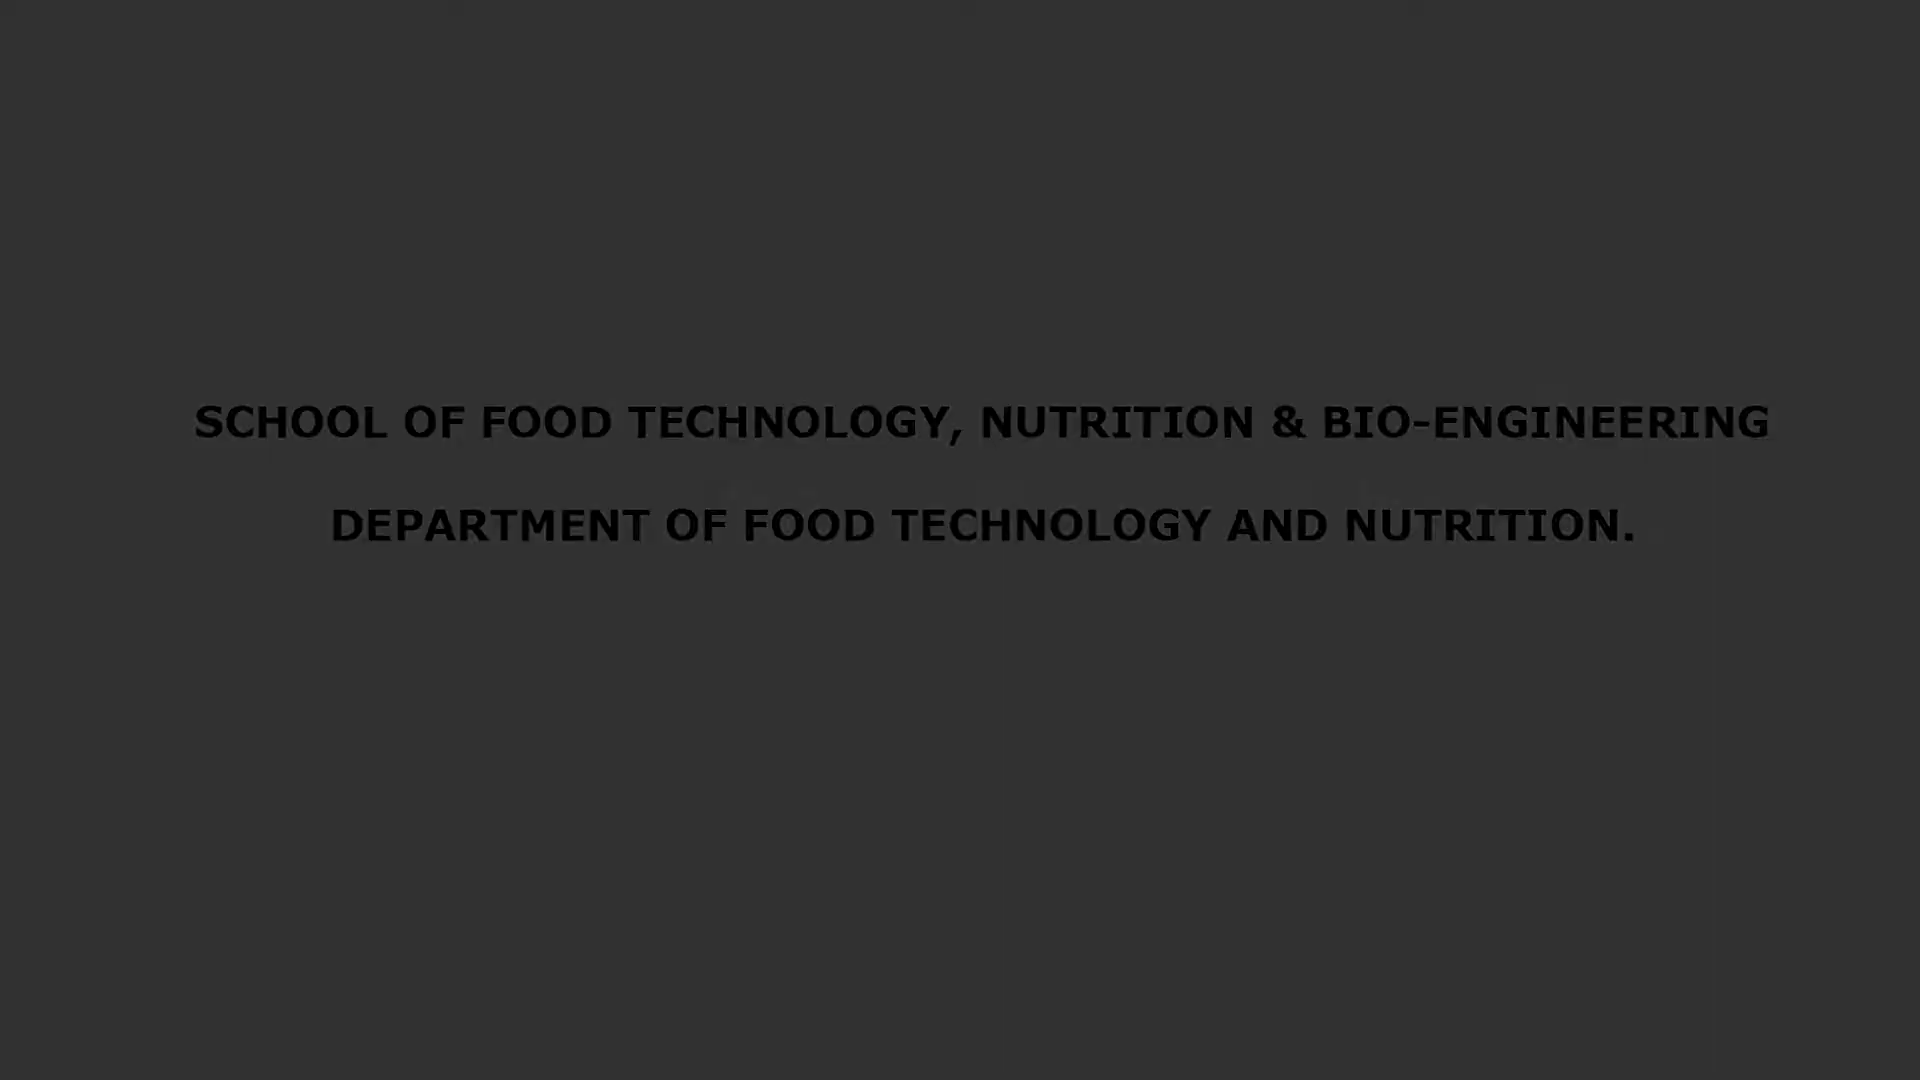 SCHOOL OF FOOD TECHNOLOGY, NUTRITION & BIO-ENGINEERING
DEPARTMENT OF FOOD TECHNOLOGY AND NUTRITION.